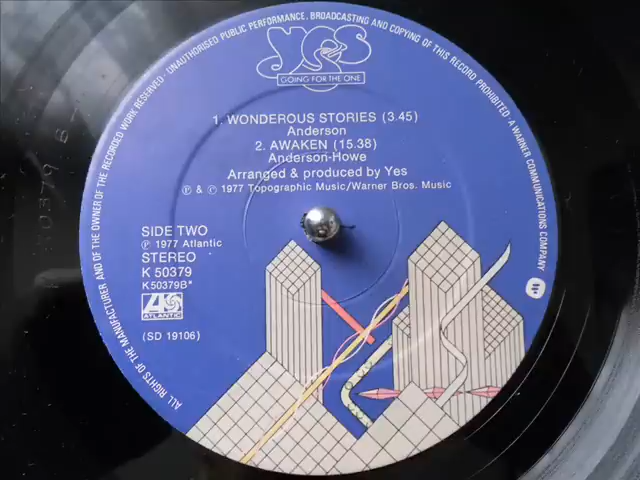 UNAUTHORISED PUBLIC PERFORMANCE, BROADCASTING AND COPYING OF THIS RECORD PROHIBITED · A WARNER COMMUNICATIONS COMPANY
ALL RIGHTS OF THE MANUFACTURER AND OF THE OWNER OF THE RECORDED WORK RESERVED ·
YES
GOING FOR THE ONE
1. WONDEROUS STORIES (3.45)
Anderson
2. AWAKEN (15.38)
Anderson-Howe
Arranged & produced by Yes
℗ & © 1977 Topographic Music/Warner Bros. Music
SIDE TWO
℗ 1977 Atlantic
STEREO
K 50379
K50379B*
ATLANTIC
(SD 19106)